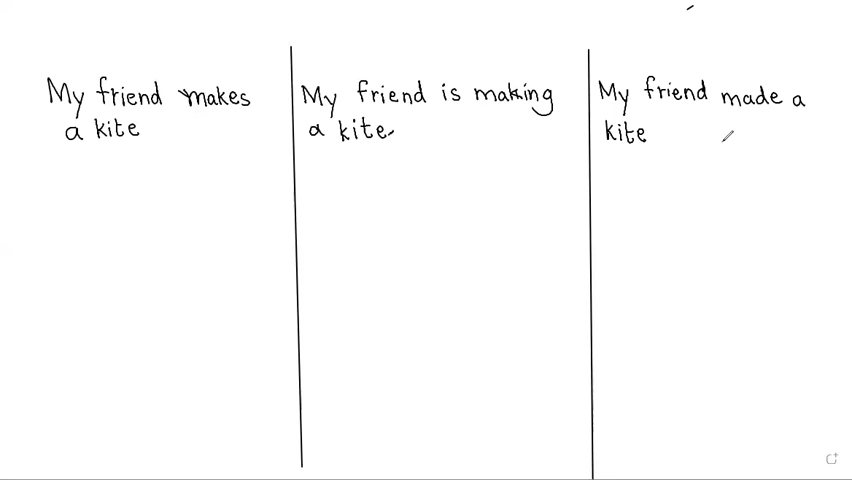 My friend makes
a kite
My friend is making
a kite.
My friend made a
kite